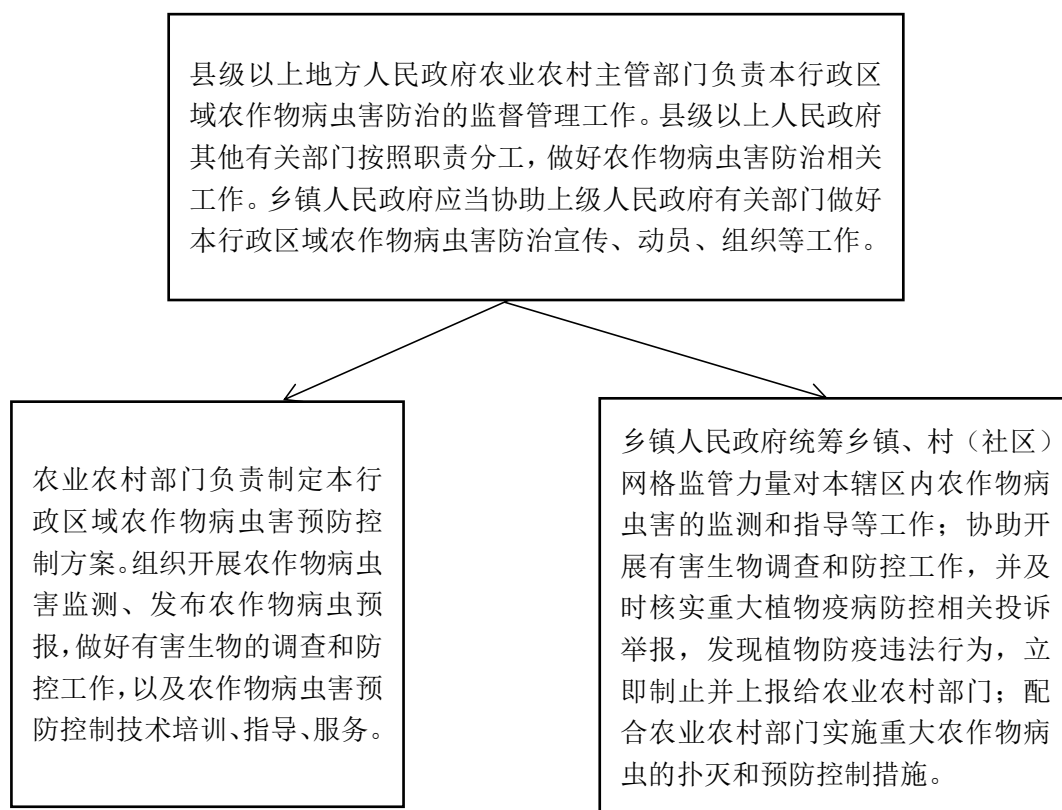 县级以上地方人民政府农业农村主管部门负责本行政区
域农作物病虫害防治的监督管理工作。县级以上人民政府
其他有关部门按照职责分工，做好农作物病虫害防治相关
工作。乡镇人民政府应当协助上级人民政府有关部门做好
本行政区域农作物病虫害防治宣传、动员、组织等工作。
农业农村部门负责制定本行
政区域农作物病虫害预防控
制方案。组织开展农作物病虫
害监测、发布农作物病虫预
报，做好有害生物的调查和防
控工作，以及农作物病虫害预
防控制技术培训、指导、服务。
乡镇人民政府统筹乡镇、村（社区）
网格监管力量对本辖区内农作物病
虫害的监测和指导等工作；协助开
展有害生物调查和防控工作，并及
时核实重大植物疫病防控相关投诉
举报，发现植物防疫违法行为，立
即制止并上报给农业农村部门；配
合农业农村部门实施重大农作物病
虫的扑灭和预防控制措施。